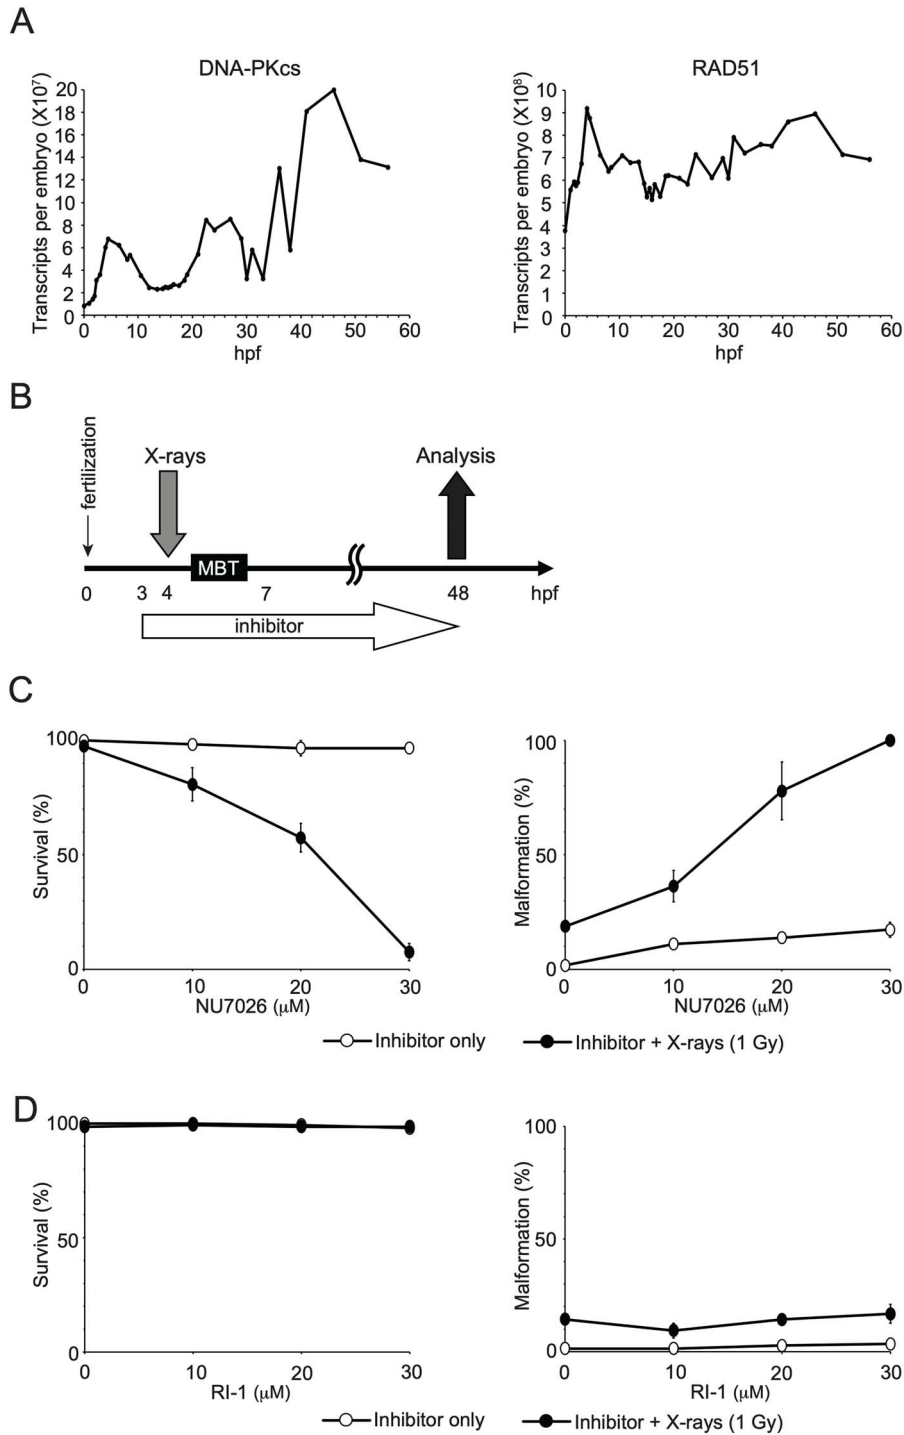 A
DNA-PKcs
RAD51
Transcripts per embryo (X10⁷)
20
18
16
14
12
10
8
6
4
2
0
0 10 20 30 40 50 60
hpf
Transcripts per embryo (X10⁸)
10
9
8
7
6
5
4
3
2
1
0
0 10 20 30 40 50 60
hpf
B
fertilization
X-rays
Analysis
MBT
0 3 4 7 48 hpf
inhibitor
C
Survival (%)
100
50
0
0 10 20 30
NU7026 (μM)
Malformation (%)
100
50
0
0 10 20 30
NU7026 (μM)
Inhibitor only
Inhibitor + X-rays (1 Gy)
D
Survival (%)
100
50
0
0 10 20 30
RI-1 (μM)
Malformation (%)
100
50
0
0 10 20 30
RI-1 (μM)
Inhibitor only
Inhibitor + X-rays (1 Gy)